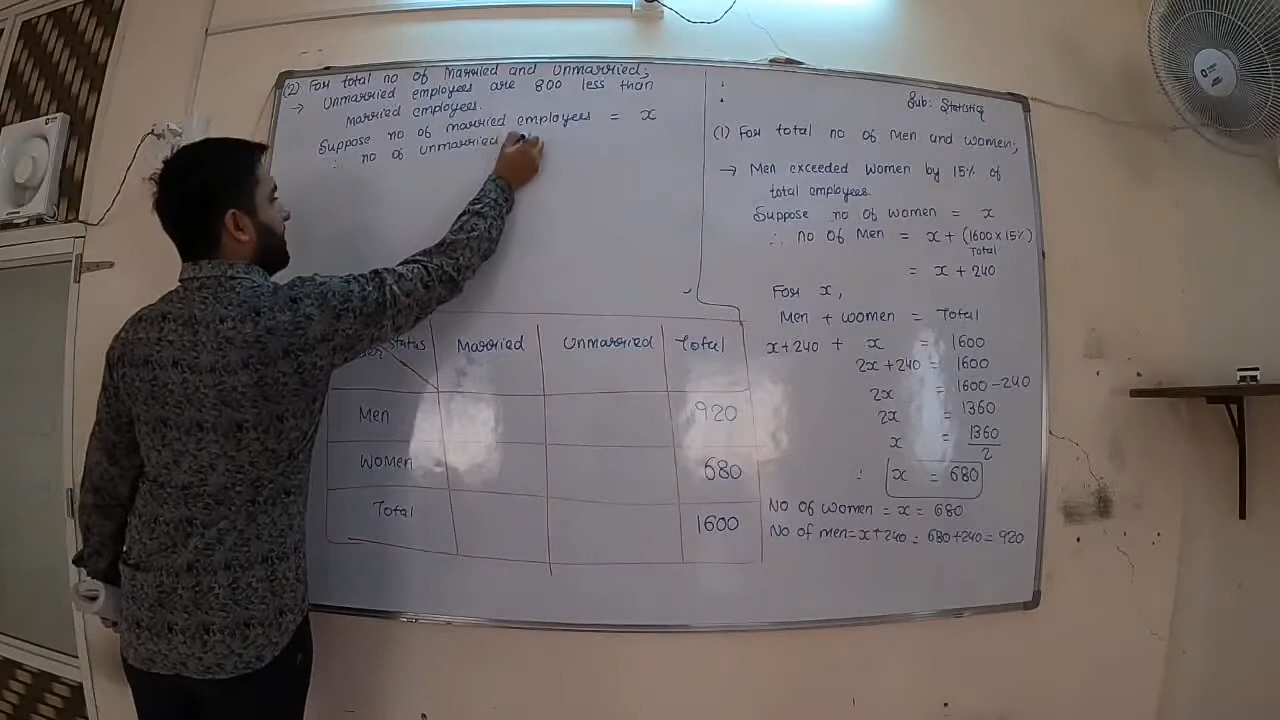 (2) For total no of Married and Unmarried,
→ Unmarried employees are 800 less than
married employees.
Suppose no of married employees = x
∴ no of unmarried
Status
Married
Unmarried
Total
Men
920
Women
680
Total
1600
Sub: Statistic
(1) For total no of Men and women,
→ Men exceeded women by 15% of
total employees.
Suppose no of women = x
∴ no of Men = x + (1600 x 15%)
Total
= x + 240
For x,
Men + women = Total
x+240 + x = 1600
2x+240 = 1600
2x = 1600-240
2x = 1360
x = 1360
2
∴ x = 680
No of women = x = 680
No of men = x+240 = 680+240 = 920